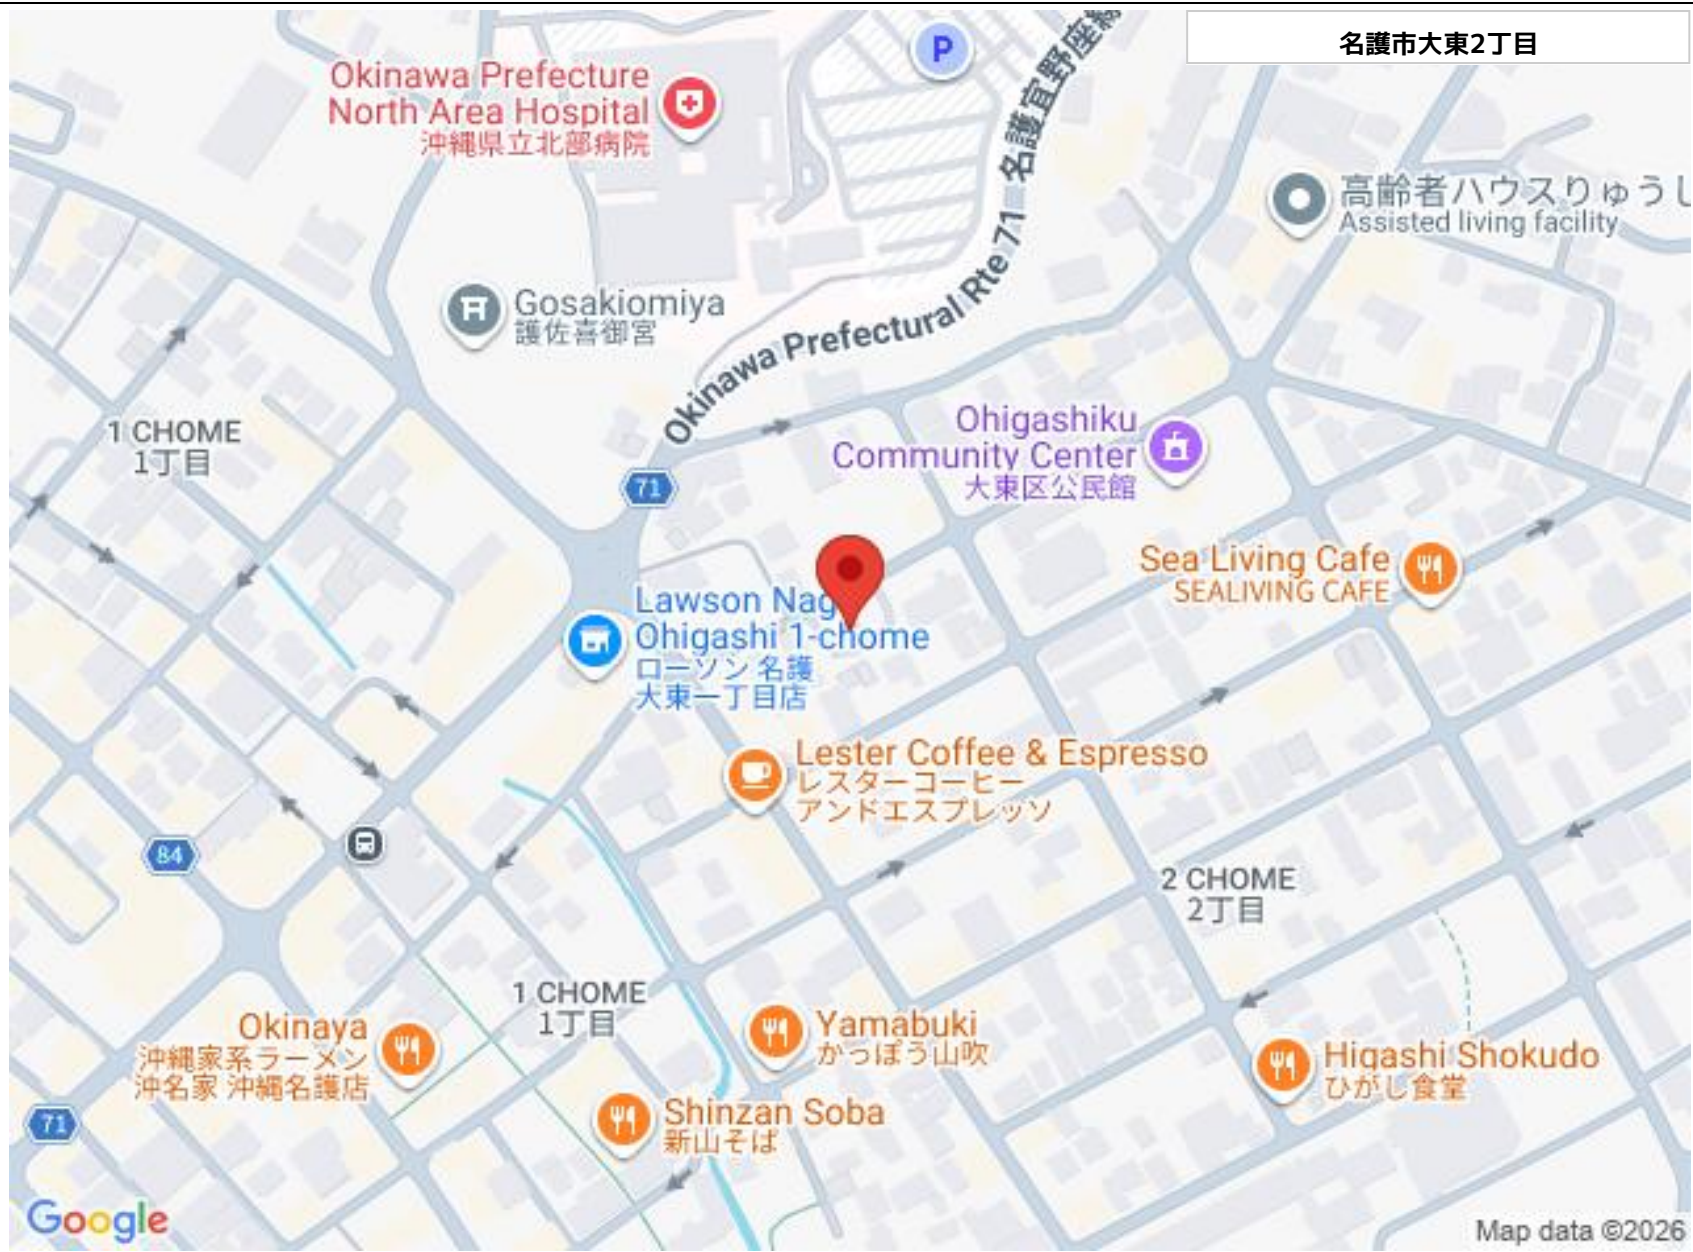 名護市大東2丁目
P
Okinawa Prefecture
North Area Hospital
沖縄県立北部病院
名護宜野座線
高齢者ハウスりゅうし
Assisted living facility
Gosakiomiya
護佐喜御宮
Okinawa Prefectural Rte 71
1 CHOME
1丁目
Ohigashiku
Community Center
大東区公民館
71
Sea Living Cafe
SEALIVING CAFE
Lawson Nag
Ohigashi 1-chome
ローソン 名護
大東一丁目店
Lester Coffee & Espresso
レスターコーヒー
アンドエスプレッソ
84
2 CHOME
2丁目
1 CHOME
1丁目
Okinaya
沖縄家系ラーメン
沖名家 沖縄名護店
Yamabuki
かっぽう山吹
Higashi Shokudo
ひがし食堂
71
Shinzan Soba
新山そば
Google
Map data ©2026